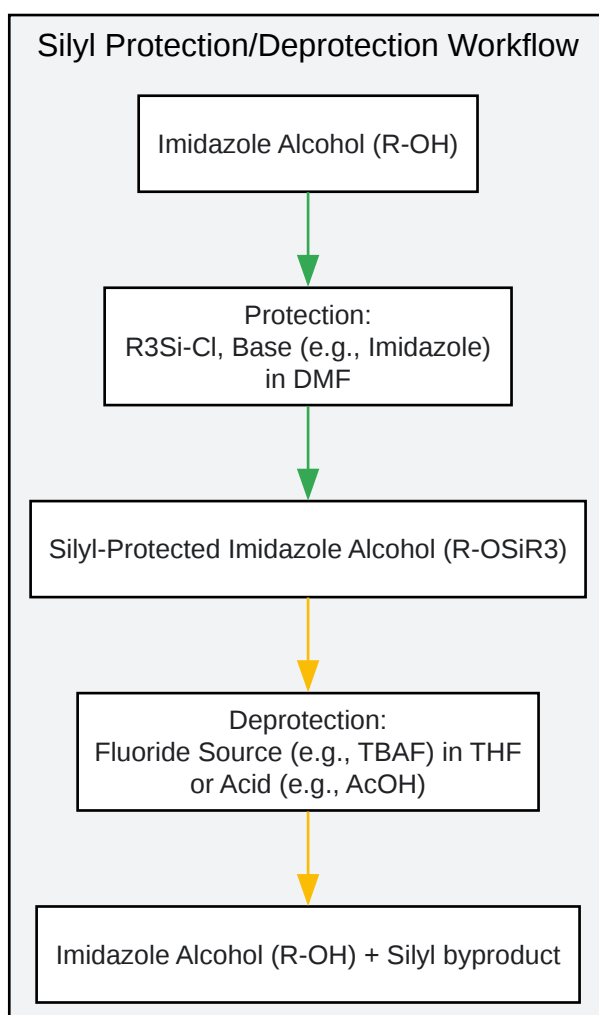 Silyl Protection/Deprotection Workflow
Imidazole Alcohol (R-OH)
Protection:
R3Si-Cl, Base (e.g., Imidazole)
in DMF
Silyl-Protected Imidazole Alcohol (R-OSiR3)
Deprotection:
Fluoride Source (e.g., TBAF) in THF
or Acid (e.g., AcOH)
Imidazole Alcohol (R-OH) + Silyl byproduct